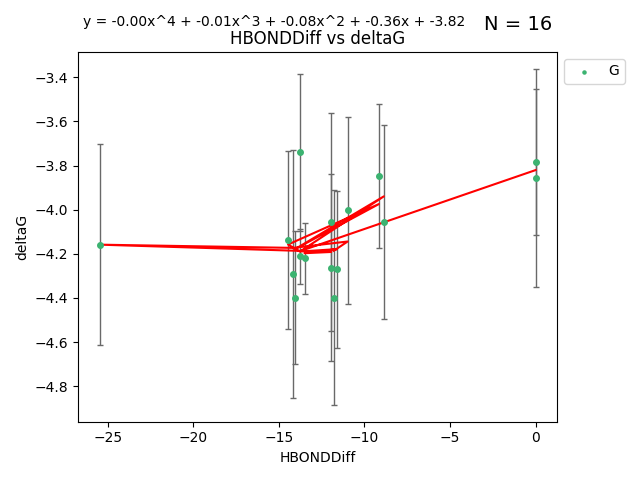 y = -0.00x^4 + -0.01x^3 + -0.08x^2 + -0.36x + -3.82
N = 16
HBONDDiff vs deltaG
G
−3.4
−3.6
−3.8
−4.0
−4.2
−4.4
−4.6
−4.8
deltaG
−25 −20 −15 −10 −5 0
HBONDDiff